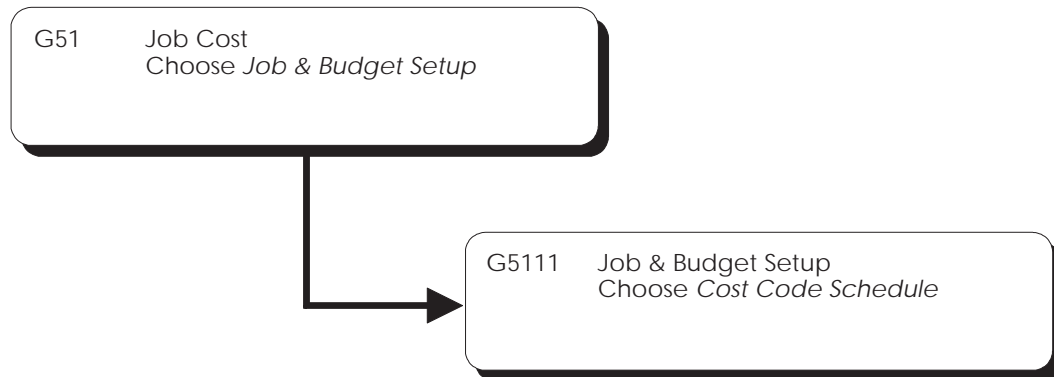 G51 Job Cost
Choose Job & Budget Setup
G5111 Job & Budget Setup
Choose Cost Code Schedule